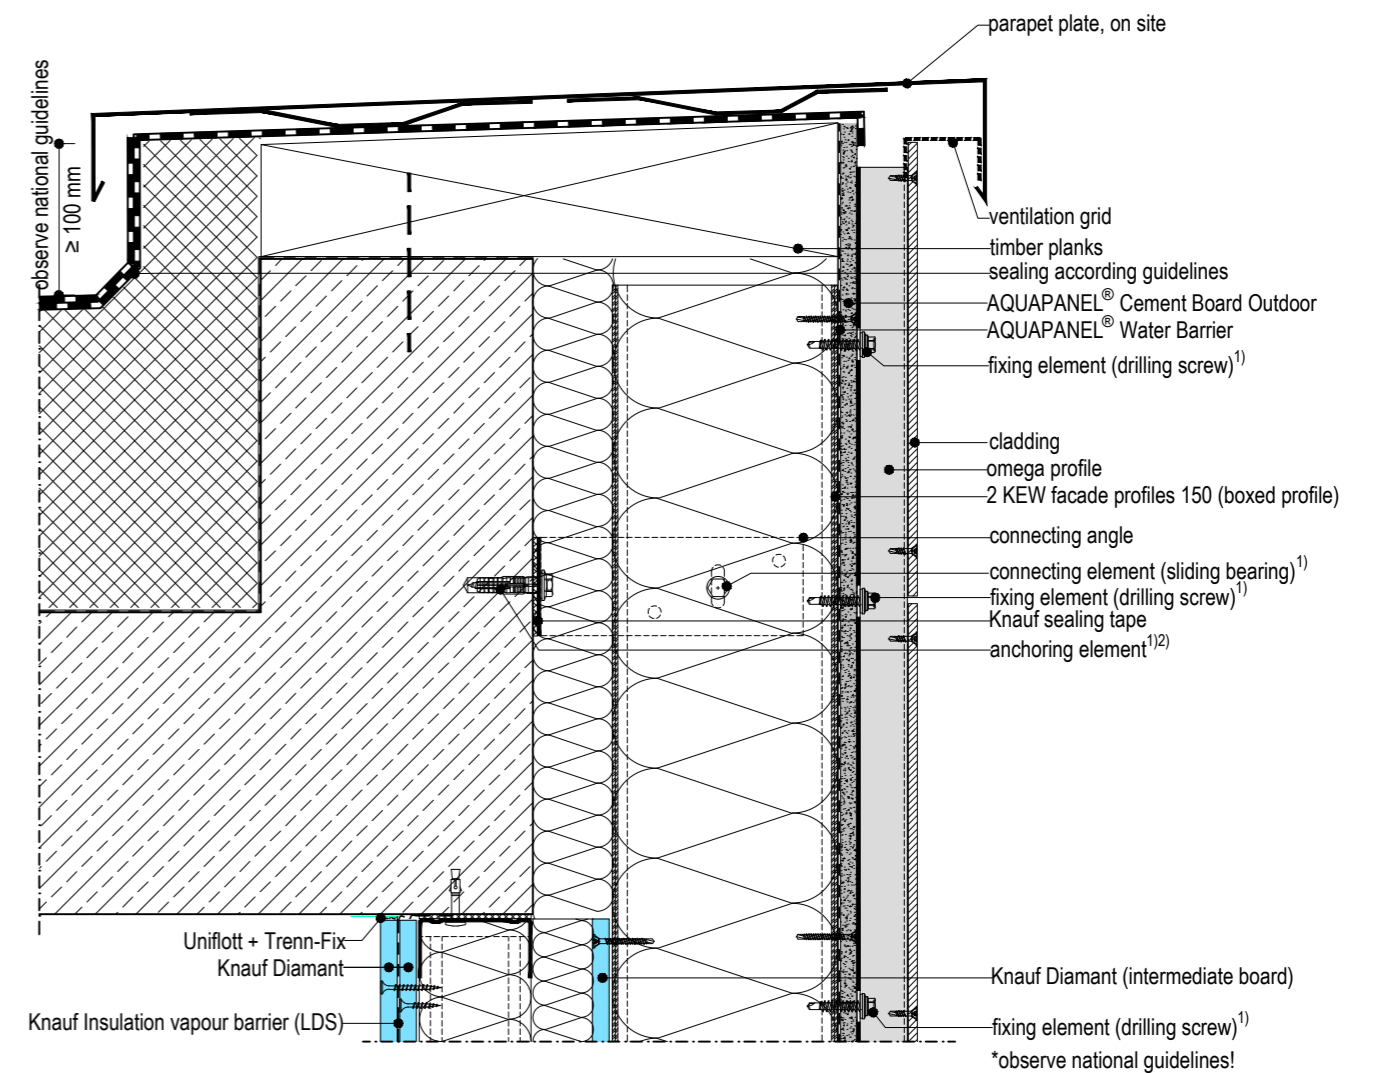 parapet plate, on site
observe national guidelines
≥ 100 mm
ventilation grid
timber planks
sealing according guidelines
AQUAPANEL® Cement Board Outdoor
AQUAPANEL® Water Barrier
fixing element (drilling screw)1)
cladding
omega profile
2 KEW facade profiles 150 (boxed profile)
connecting angle
connecting element (sliding bearing)1)
fixing element (drilling screw)1)
Knauf sealing tape
anchoring element1)2)
Uniflott + Trenn-Fix
Knauf Diamant
Knauf Insulation vapour barrier (LDS)
Knauf Diamant (intermediate board)
fixing element (drilling screw)1)
*observe national guidelines!